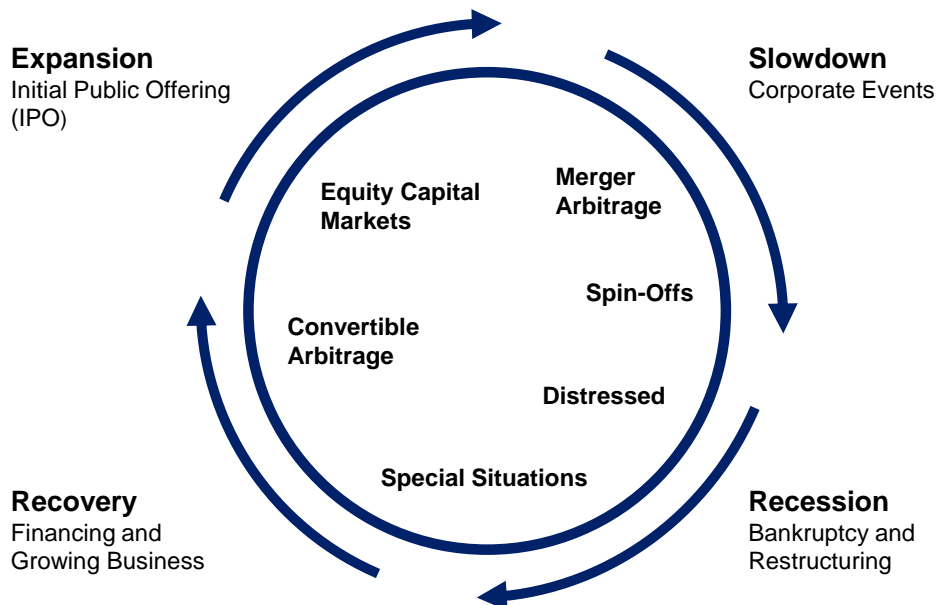 Expansion
Initial Public Offering
(IPO)
Slowdown
Corporate Events
Equity Capital
Markets
Merger
Arbitrage
Spin-Offs
Convertible
Arbitrage
Distressed
Special Situations
Recovery
Financing and
Growing Business
Recession
Bankruptcy and
Restructuring